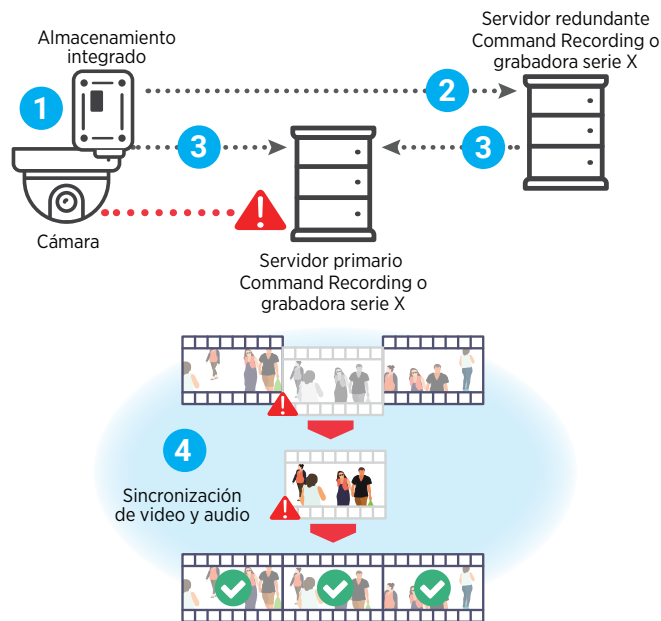 Servidor redundante
Command Recording o
grabadora serie X
Almacenamiento
integrado
1
2
3
3
Cámara
Servidor primario
Command Recording o
grabadora serie X
4
Sincronización
de video y audio